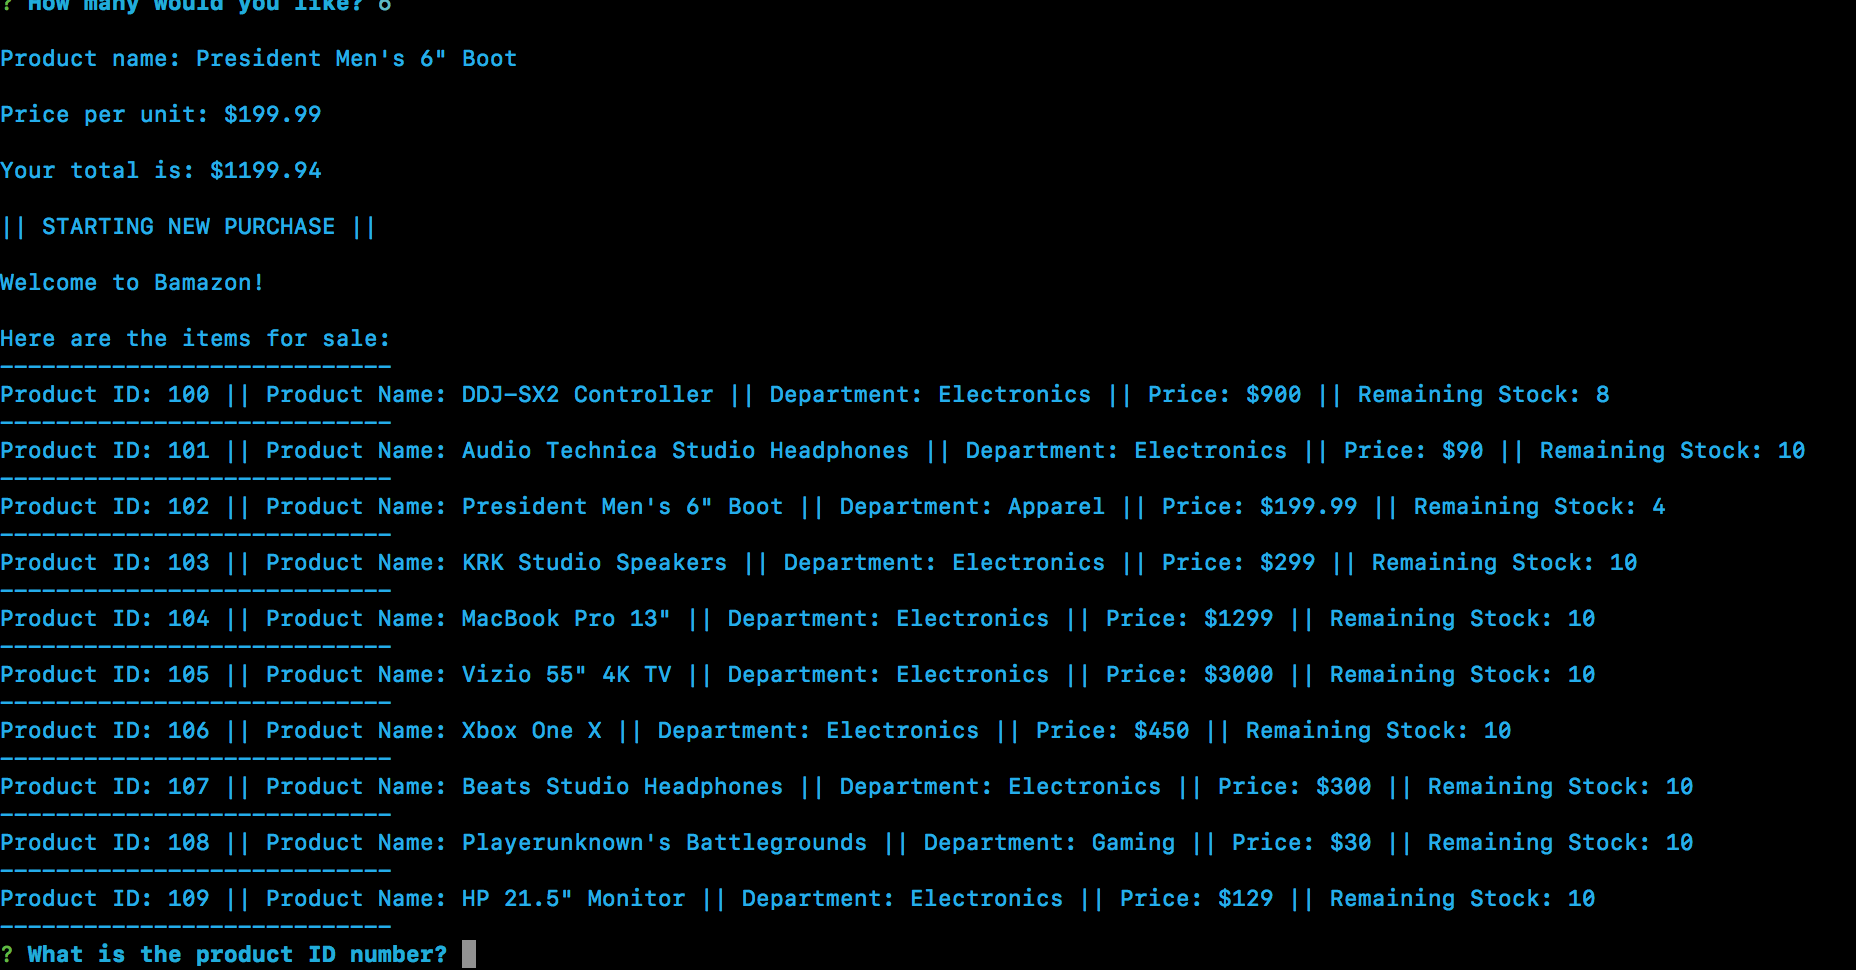 ? How many would you like? 6
Product name: President Men's 6" Boot
Price per unit: $199.99
Your total is: $1199.94
|| STARTING NEW PURCHASE ||
Welcome to Bamazon!
Here are the items for sale:
----------------------------
Product ID: 100 || Product Name: DDJ-SX2 Controller || Department: Electronics || Price: $900 || Remaining Stock: 8
----------------------------
Product ID: 101 || Product Name: Audio Technica Studio Headphones || Department: Electronics || Price: $90 || Remaining Stock: 10
----------------------------
Product ID: 102 || Product Name: President Men's 6" Boot || Department: Apparel || Price: $199.99 || Remaining Stock: 4
----------------------------
Product ID: 103 || Product Name: KRK Studio Speakers || Department: Electronics || Price: $299 || Remaining Stock: 10
----------------------------
Product ID: 104 || Product Name: MacBook Pro 13" || Department: Electronics || Price: $1299 || Remaining Stock: 10
----------------------------
Product ID: 105 || Product Name: Vizio 55" 4K TV || Department: Electronics || Price: $3000 || Remaining Stock: 10
----------------------------
Product ID: 106 || Product Name: Xbox One X || Department: Electronics || Price: $450 || Remaining Stock: 10
----------------------------
Product ID: 107 || Product Name: Beats Studio Headphones || Department: Electronics || Price: $300 || Remaining Stock: 10
----------------------------
Product ID: 108 || Product Name: Playerunknown's Battlegrounds || Department: Gaming || Price: $30 || Remaining Stock: 10
----------------------------
Product ID: 109 || Product Name: HP 21.5" Monitor || Department: Electronics || Price: $129 || Remaining Stock: 10
----------------------------
? What is the product ID number?